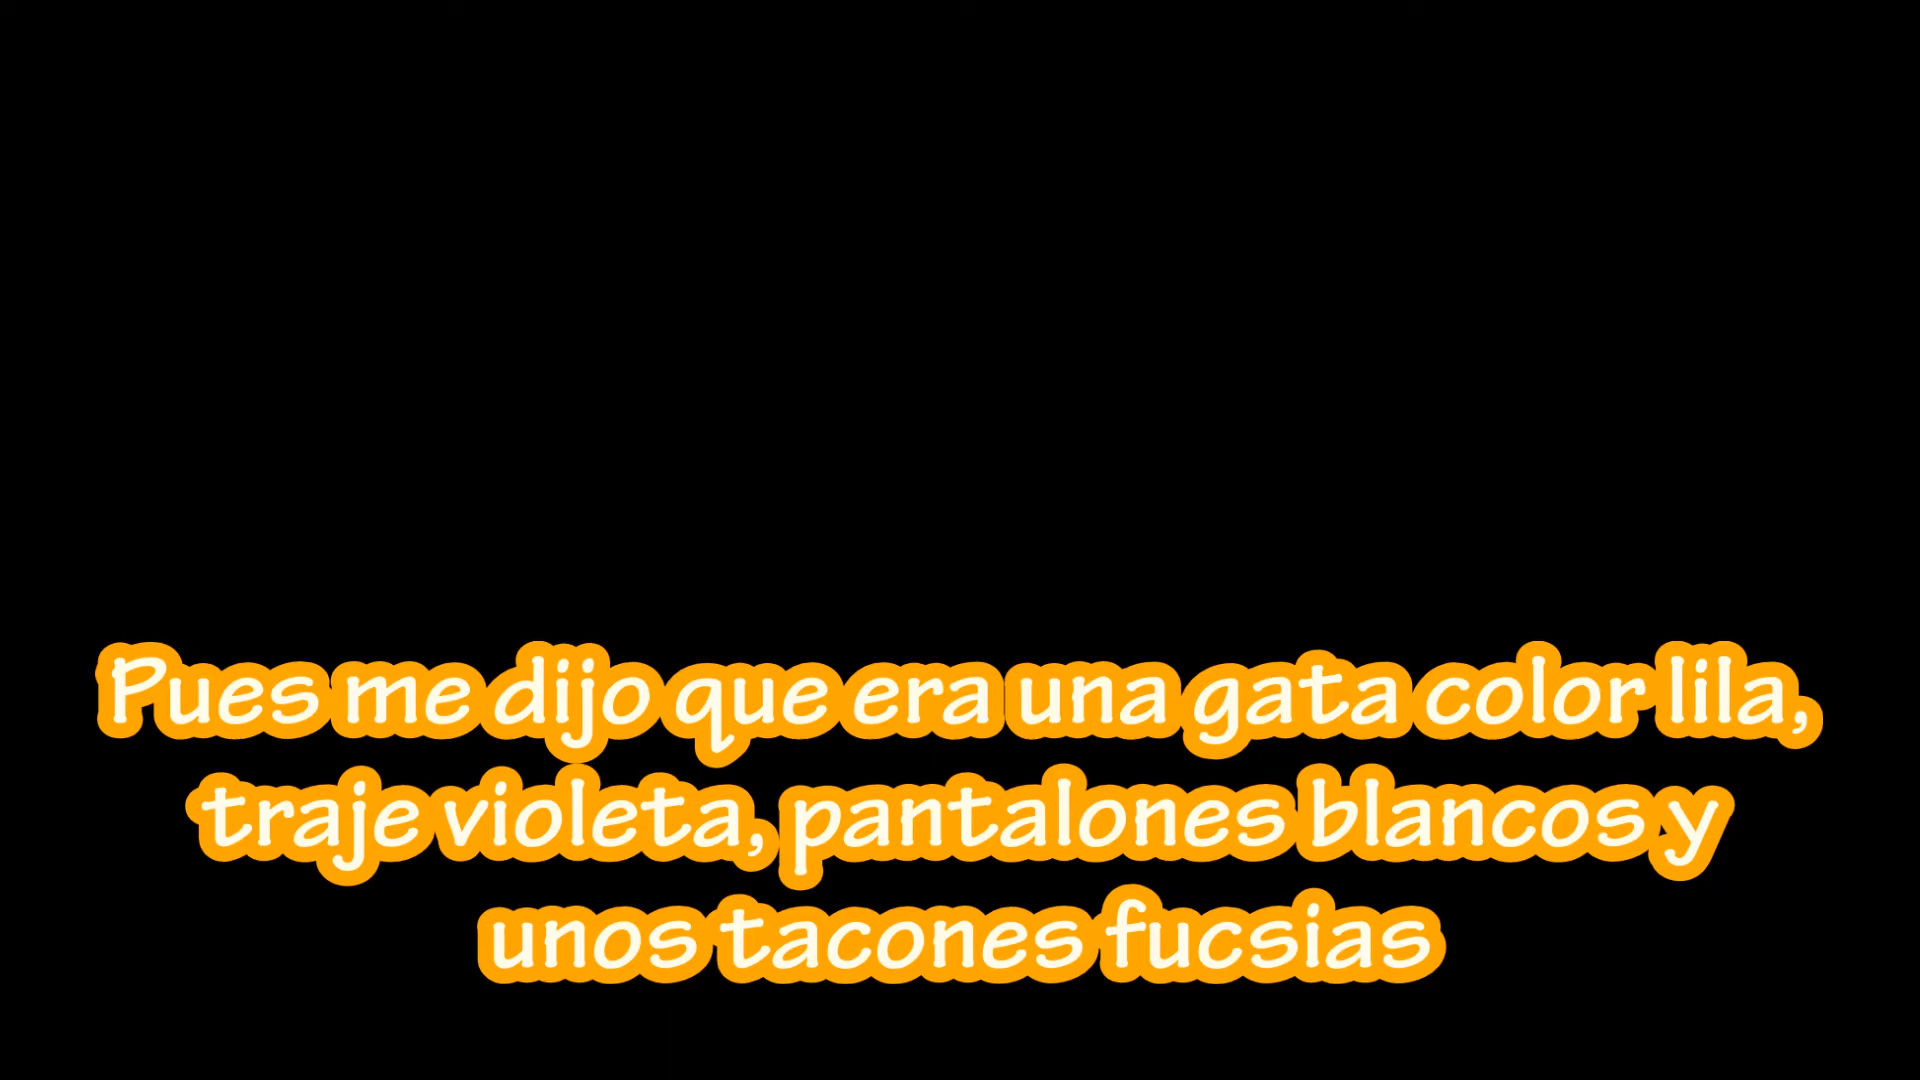 Pues me dijo que era una gata color lila,
traje violeta, pantalones blancos y
unos tacones fucsias